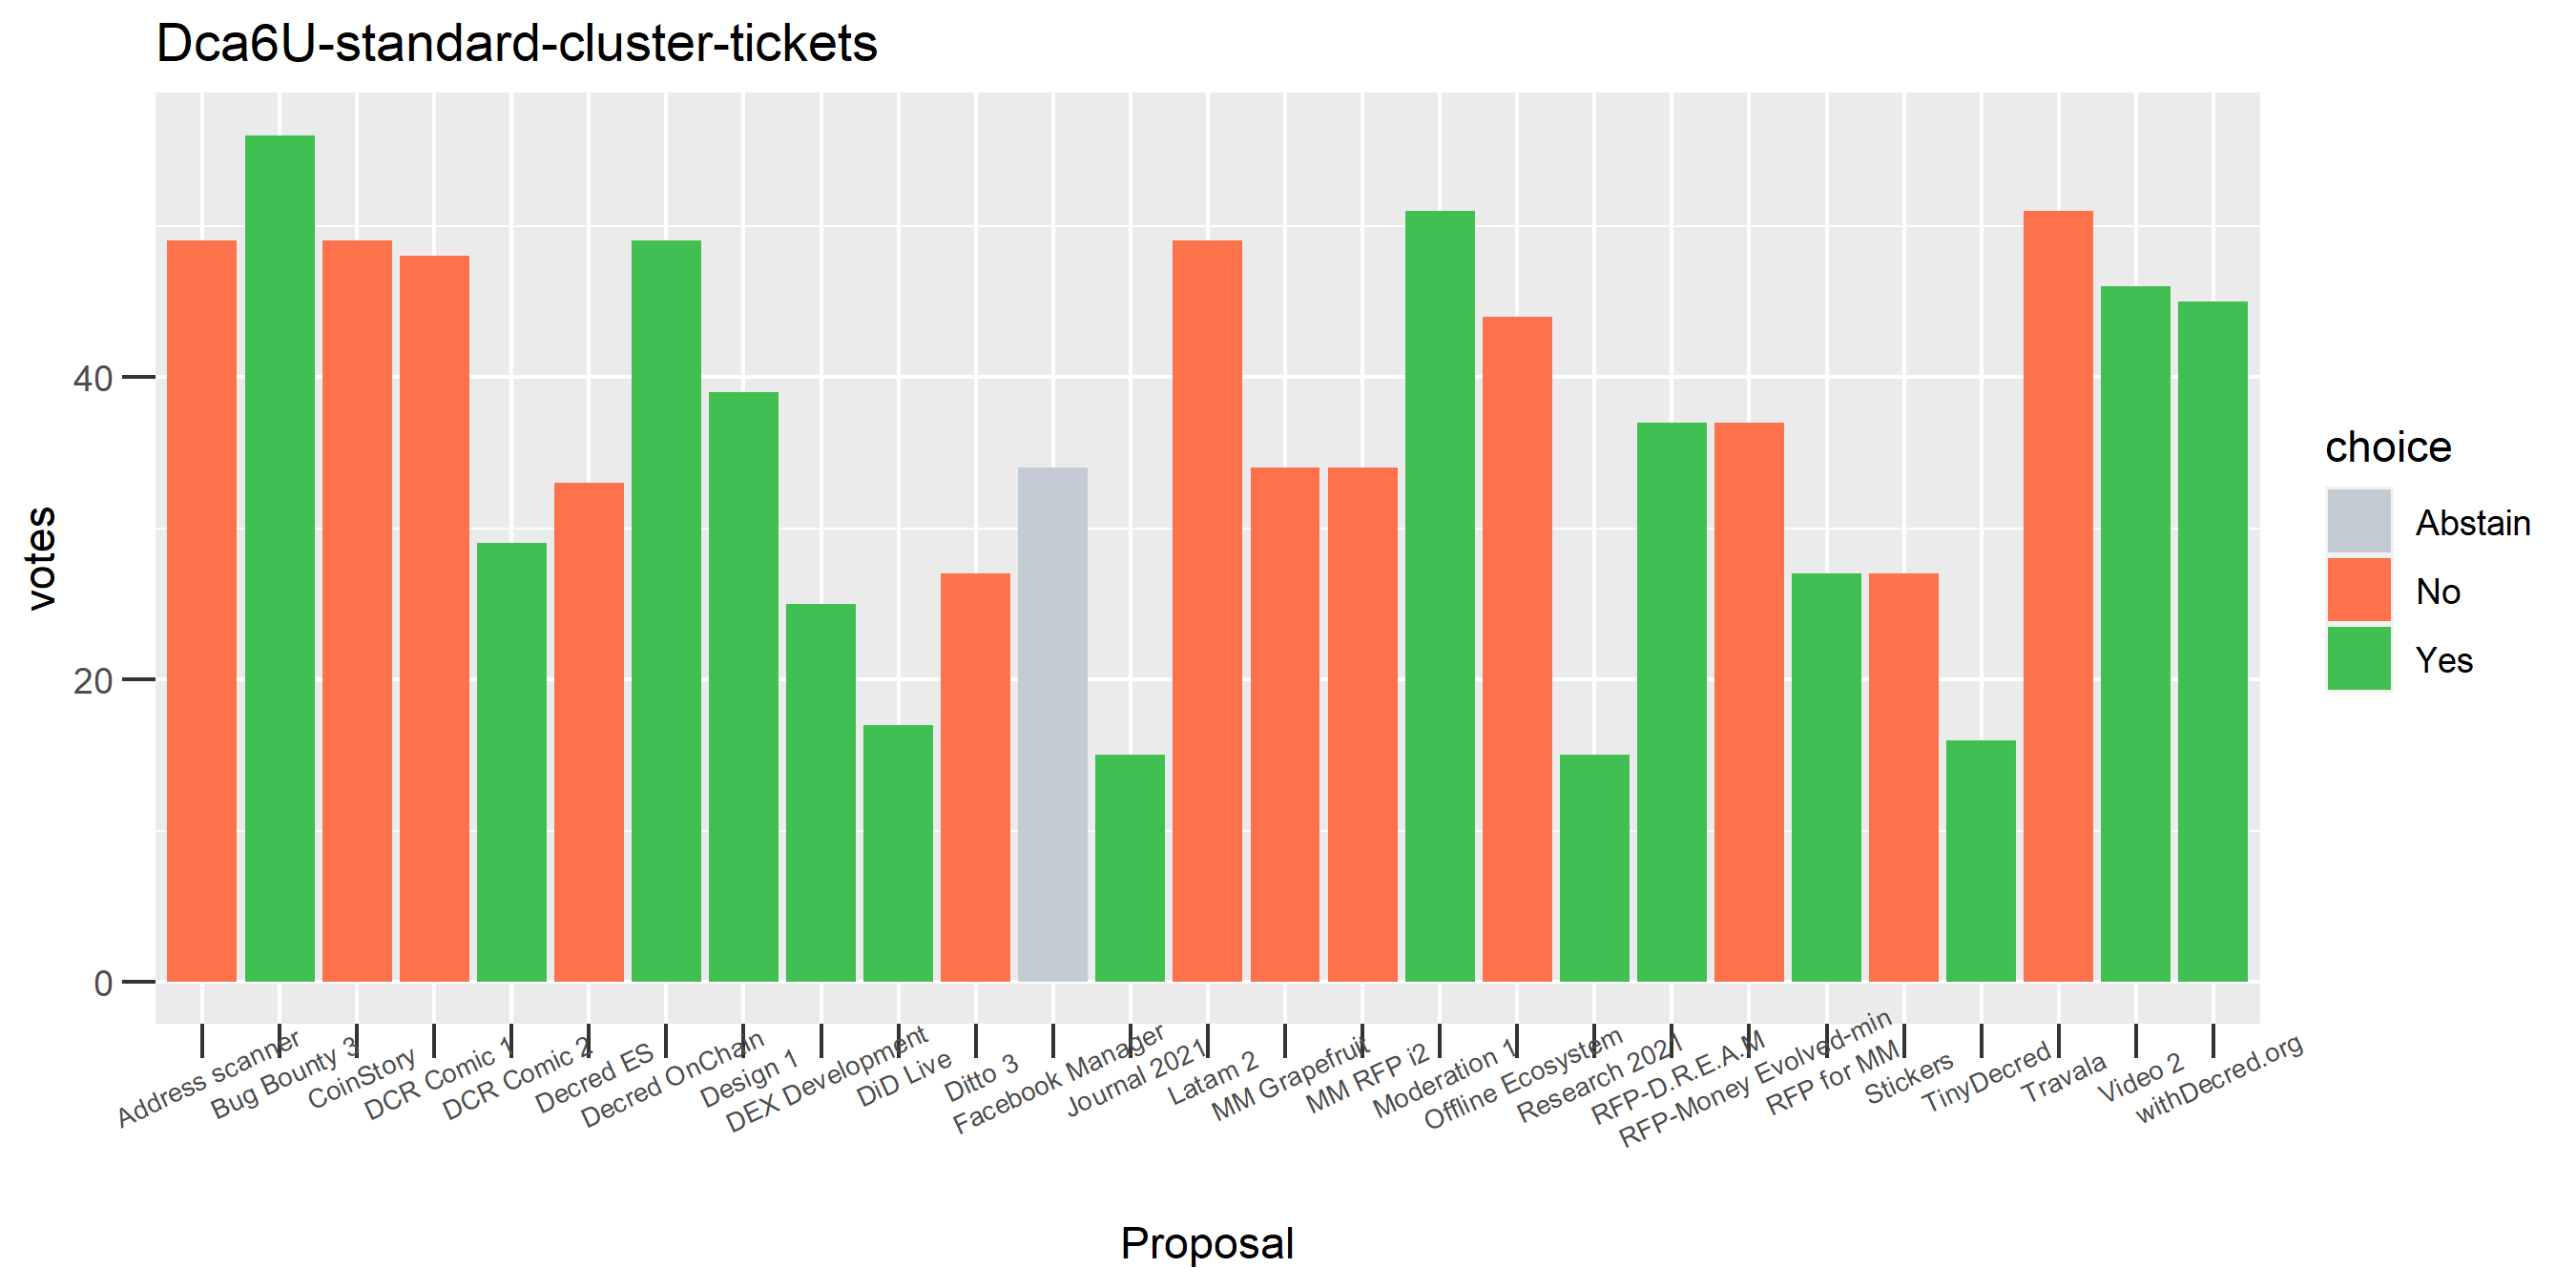 Dca6U-standard-cluster-tickets
votes
40
20
0
Address scanner
Bug Bounty 3
CoinStory
DCR Comic 1
DCR Comic 2
Decred ES
Decred OnChain
Design 1
DEX Development
DiD Live
Ditto 3
Facebook Manager
Journal 2021
Latam 2
MM Grapefruit
MM RFP i2
Moderation 1
Offline Ecosystem
Research 2021
RFP-D.R.E.A.M
RFP-Money Evolved-min
RFP for MM
Stickers
TinyDecred
Travala
Video 2
withDecred.org
Proposal
choice
Abstain
No
Yes